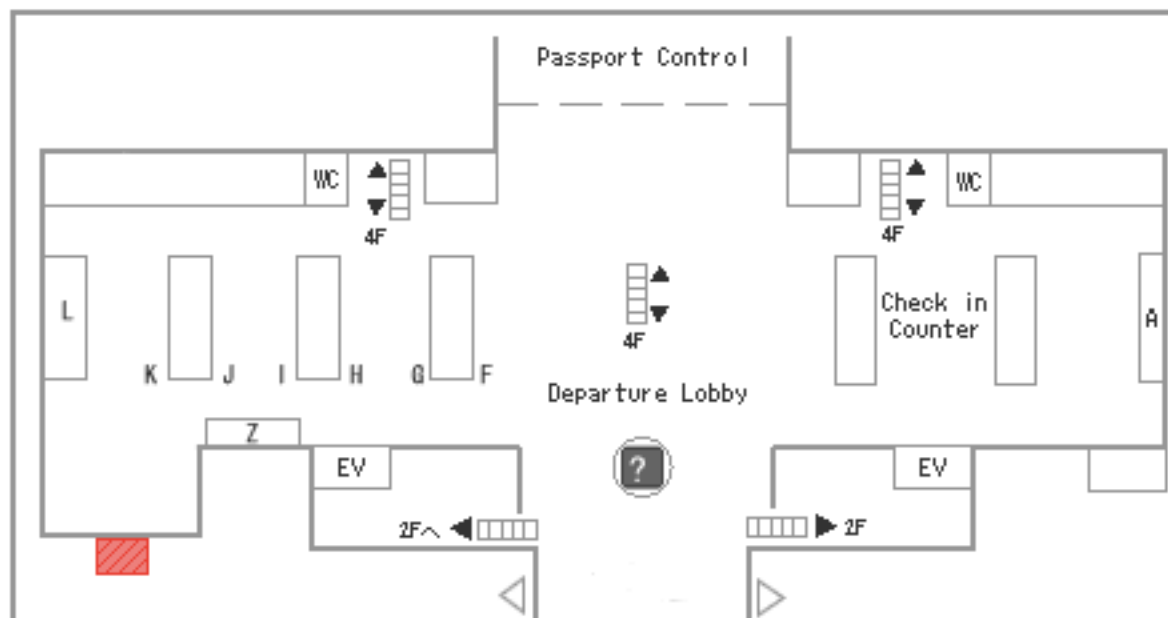 Passport Control
WC
WC
4F
4F
L
Check in
Counter
A
4F
K
J
I
H
G
F
Departure Lobby
Z
EV
?
EV
2Fへ
2F